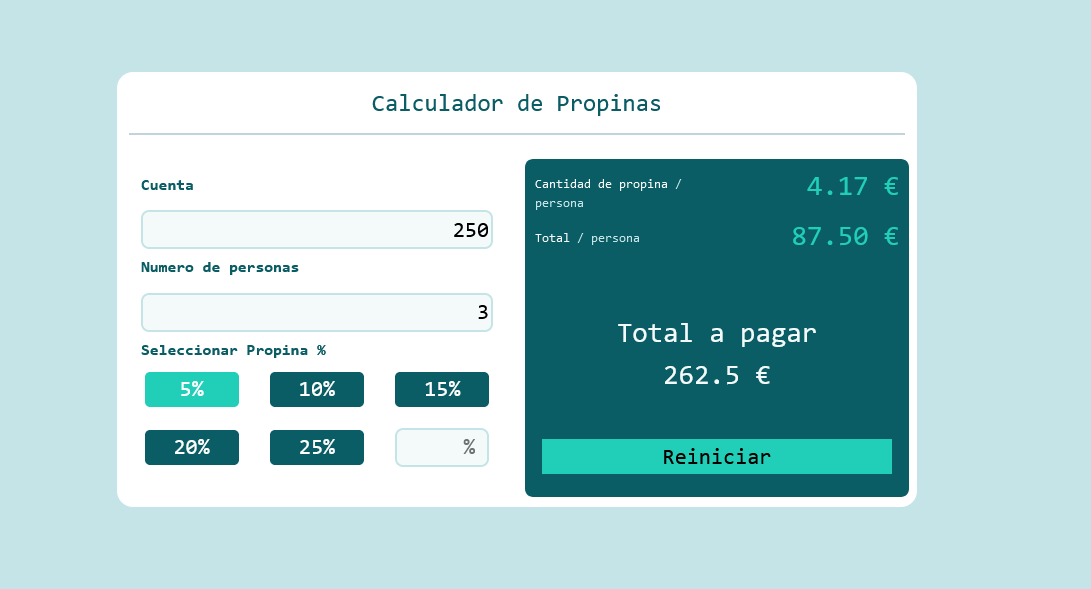 Calculador de Propinas
Cuenta
250
Numero de personas
3
Seleccionar Propina %
5% 10% 15%
20% 25% %
Cantidad de propina /
persona
4.17 €
Total / persona 87.50 €
Total a pagar
262.5 €
Reiniciar